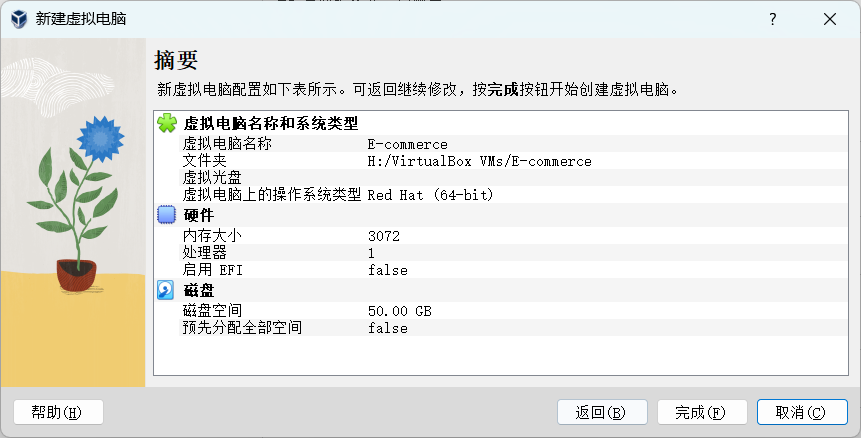 新建虚拟电脑
?
摘要
新虚拟电脑配置如下表所示。可返回继续修改，按完成按钮开始创建虚拟电脑。
虚拟电脑名称和系统类型
虚拟电脑名称 E-commerce
文件夹 H:/VirtualBox VMs/E-commerce
虚拟光盘
虚拟电脑上的操作系统类型 Red Hat (64-bit)
硬件
内存大小 3072
处理器 1
启用 EFI false
磁盘
磁盘空间 50.00 GB
预先分配全部空间 false
帮助(H) 返回(B) 完成(F) 取消(C)